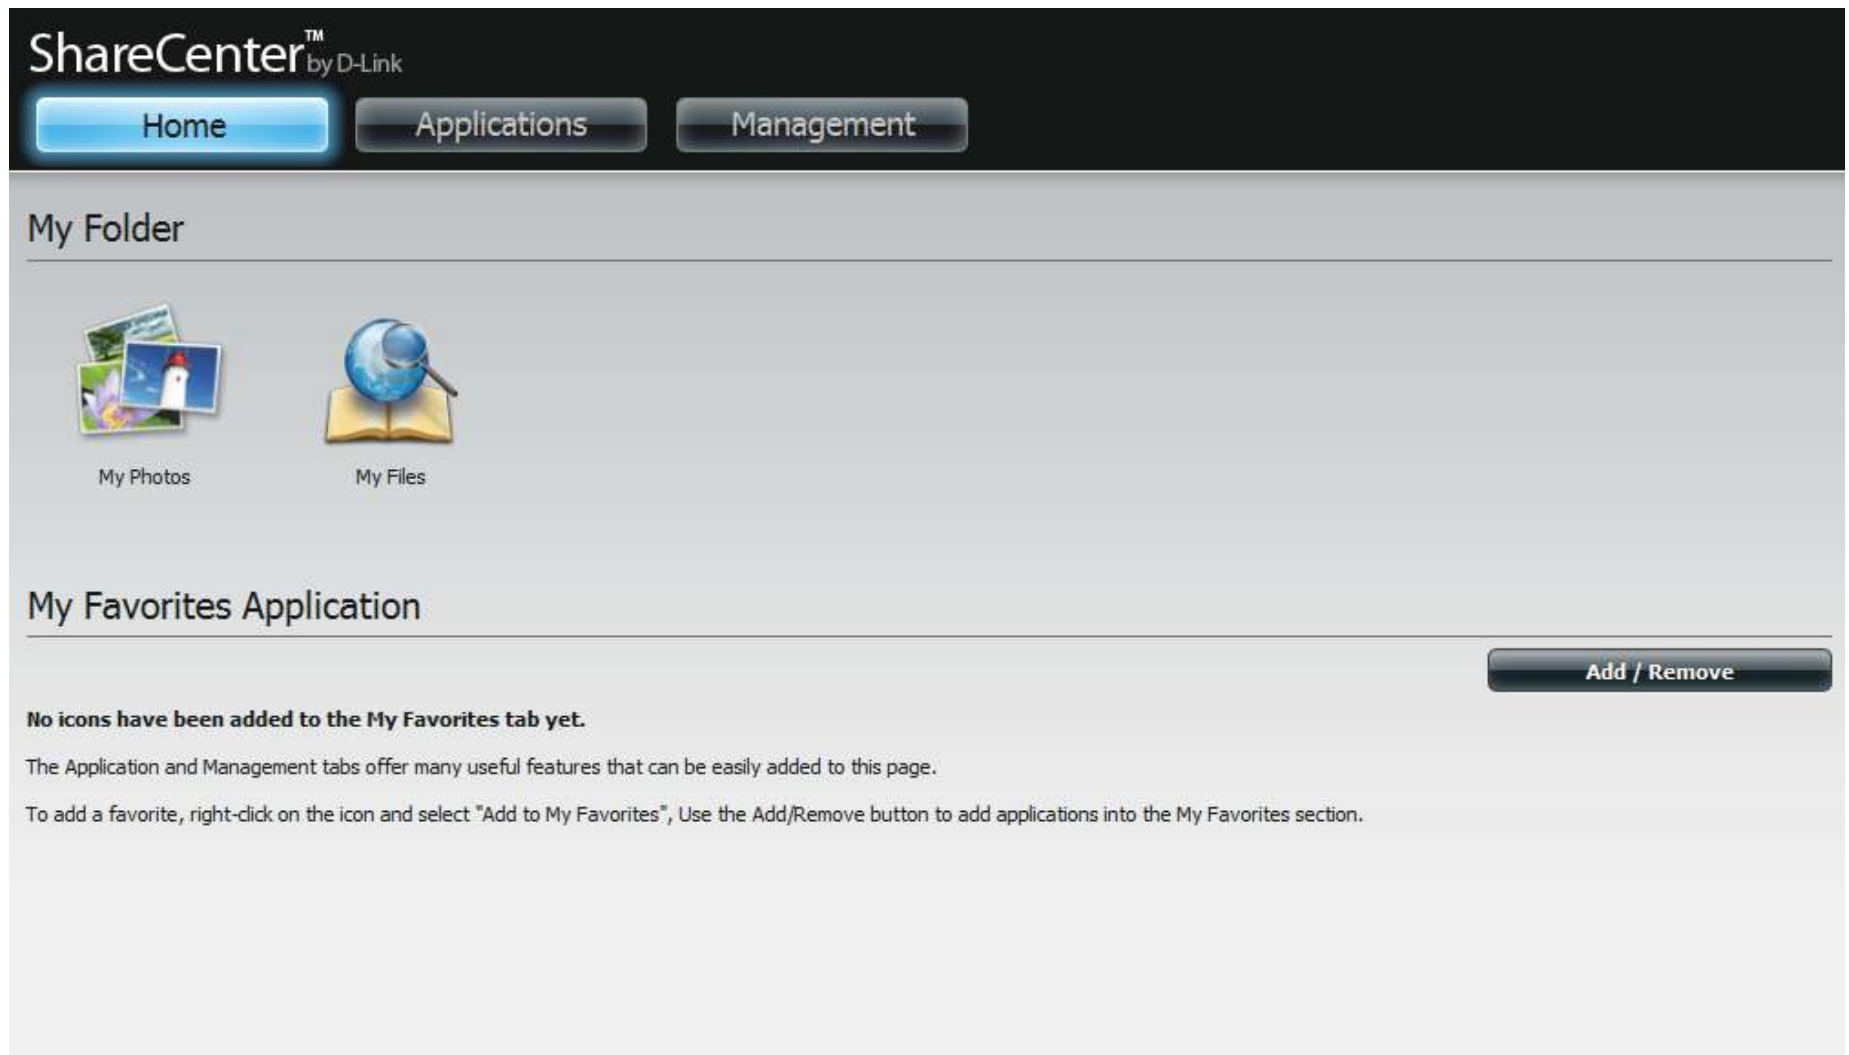 ShareCenter™ by D-Link
Home Applications Management
My Folder
My Photos My Files
My Favorites Application
Add / Remove
No icons have been added to the My Favorites tab yet.
The Application and Management tabs offer many useful features that can be easily added to this page.
To add a favorite, right-click on the icon and select "Add to My Favorites", Use the Add/Remove button to add applications into the My Favorites section.